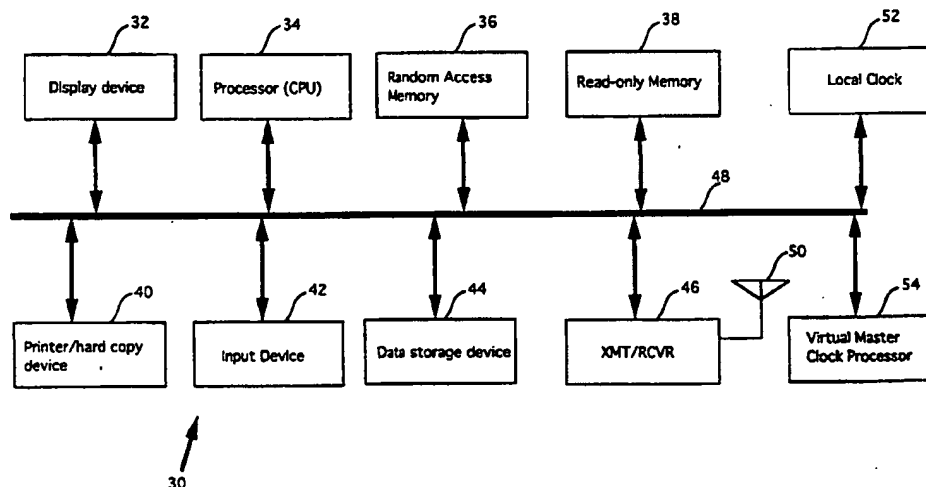 32
34
36
38
52
Display device
Processor (CPU)
Random Access
Memory
Read-only Memory
Local Clock
48
50
40
42
44
46
54
Printer/hard copy
device
Input Device
Data storage device
XMT/RCVR
Virtual Master
Clock Processor
30